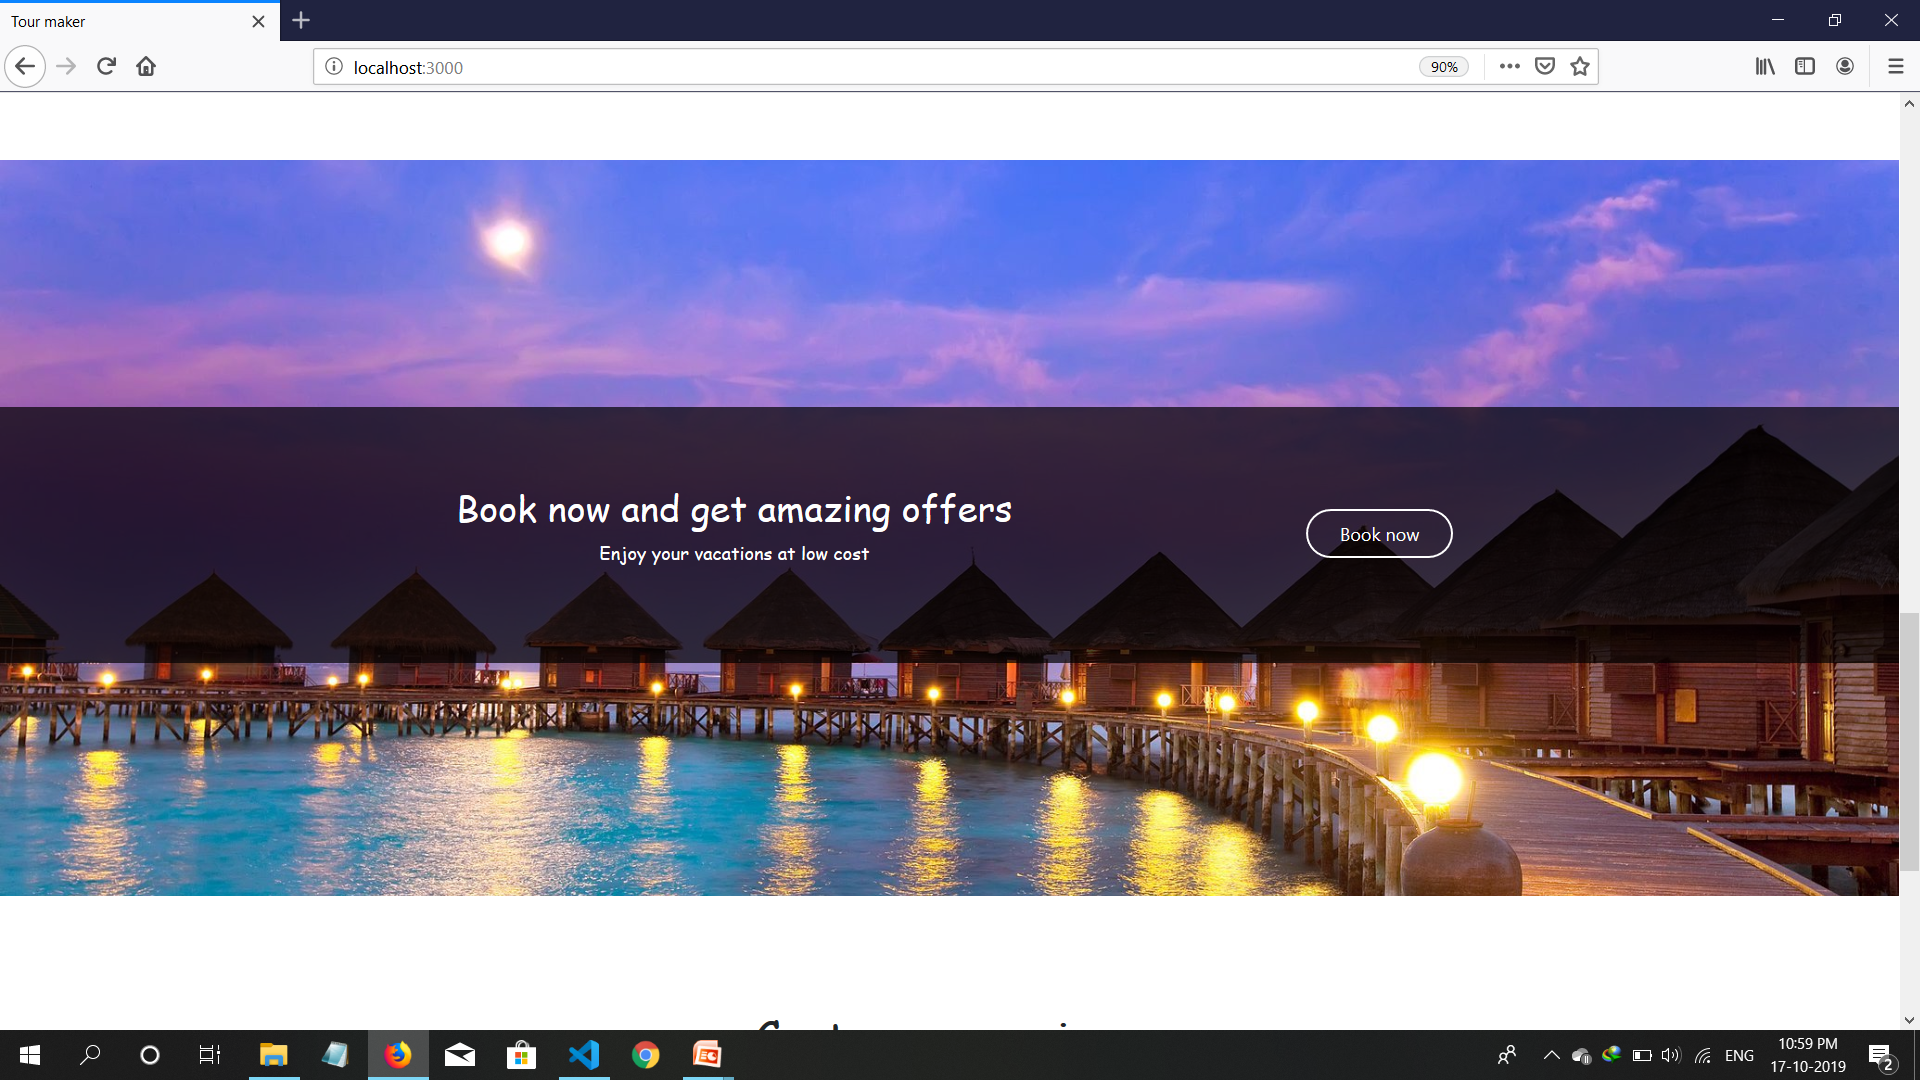 Tour maker
localhost:3000
90%
Book now and get amazing offers
Enjoy your vacations at low cost
Book now
ENG
10:59 PM
17-10-2019
2